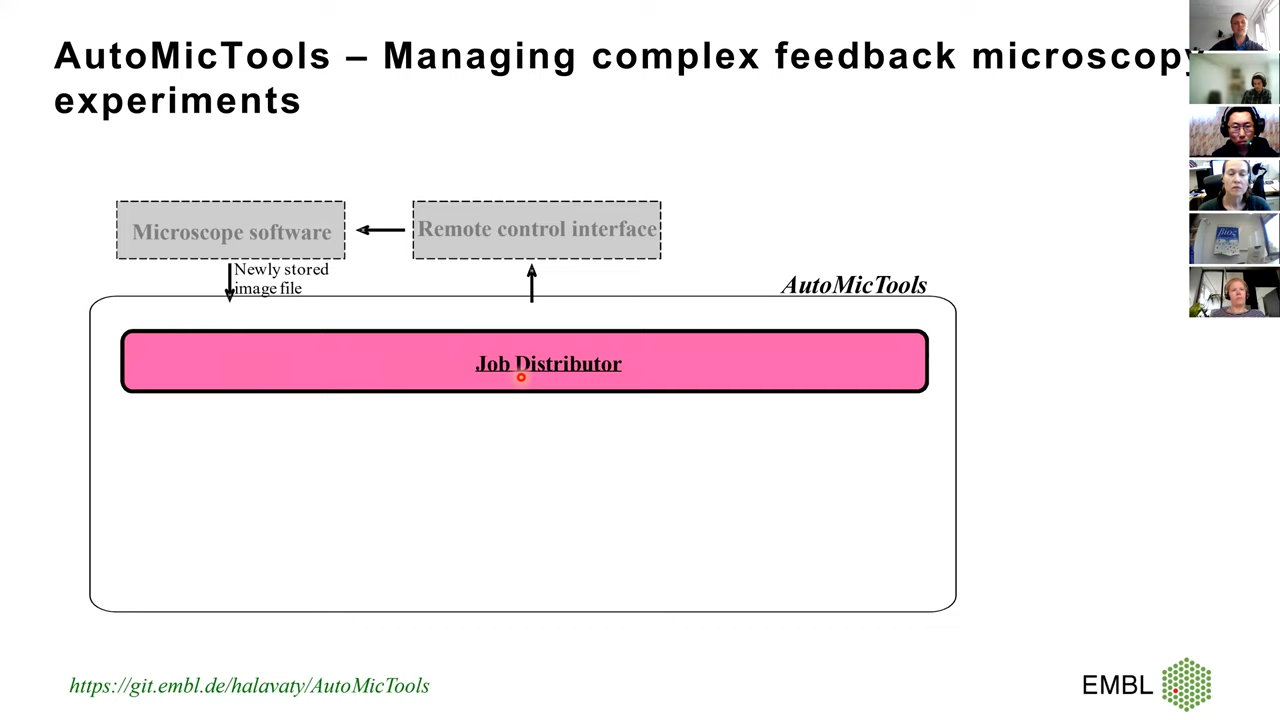 AutoMicTools – Managing complex feedback microscopy
experiments
Microscope software
Remote control interface
Newly stored
image file
AutoMicTools
Job Distributor
https://git.embl.de/halavaty/AutoMicTools
EMBL
βίος